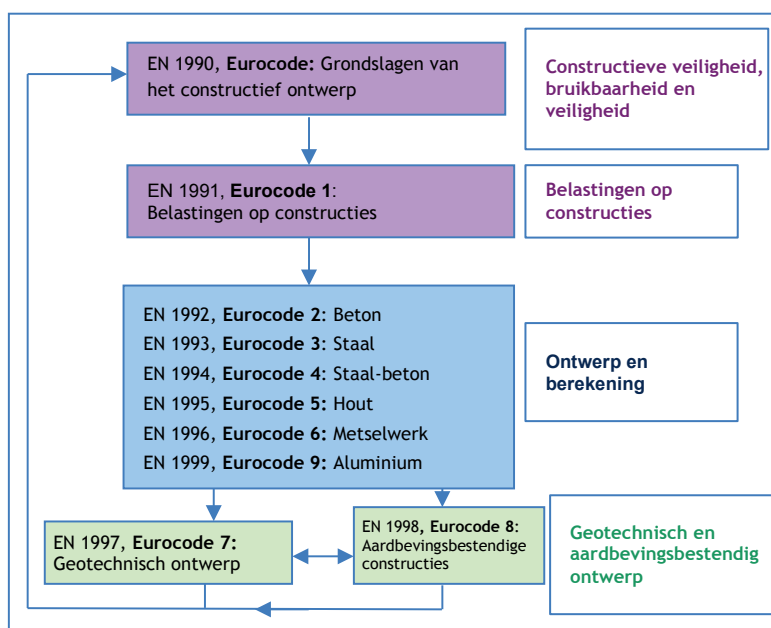 EN 1990, Eurocode: Grondslagen van
het constructief ontwerp
Constructieve veiligheid,
bruikbaarheid en
veiligheid
EN 1991, Eurocode 1:
Belastingen op constructies
Belastingen op
constructies
EN 1992, Eurocode 2: Beton
EN 1993, Eurocode 3: Staal
EN 1994, Eurocode 4: Staal-beton
EN 1995, Eurocode 5: Hout
EN 1996, Eurocode 6: Metselwerk
EN 1999, Eurocode 9: Aluminium
Ontwerp en
berekening
EN 1997, Eurocode 7:
Geotechnisch ontwerp
EN 1998, Eurocode 8:
Aardbevingsbestendige
constructies
Geotechnisch en
aardbevingsbestendig
ontwerp